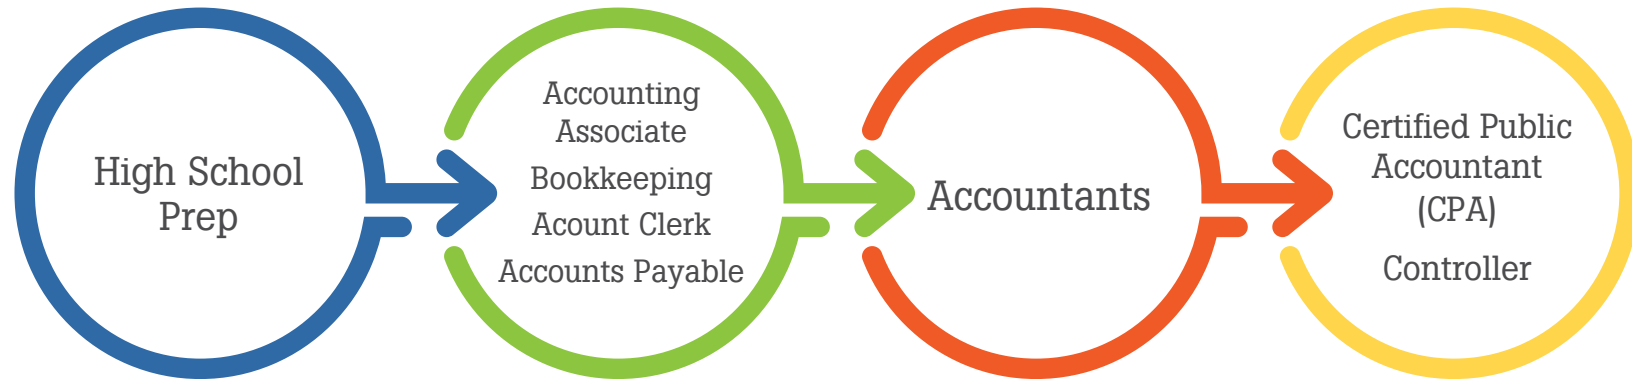 High School
Prep
Accounting
Associate
Bookkeeping
Acount Clerk
Accounts Payable
Accountants
Certified Public
Accountant
(CPA)
Controller